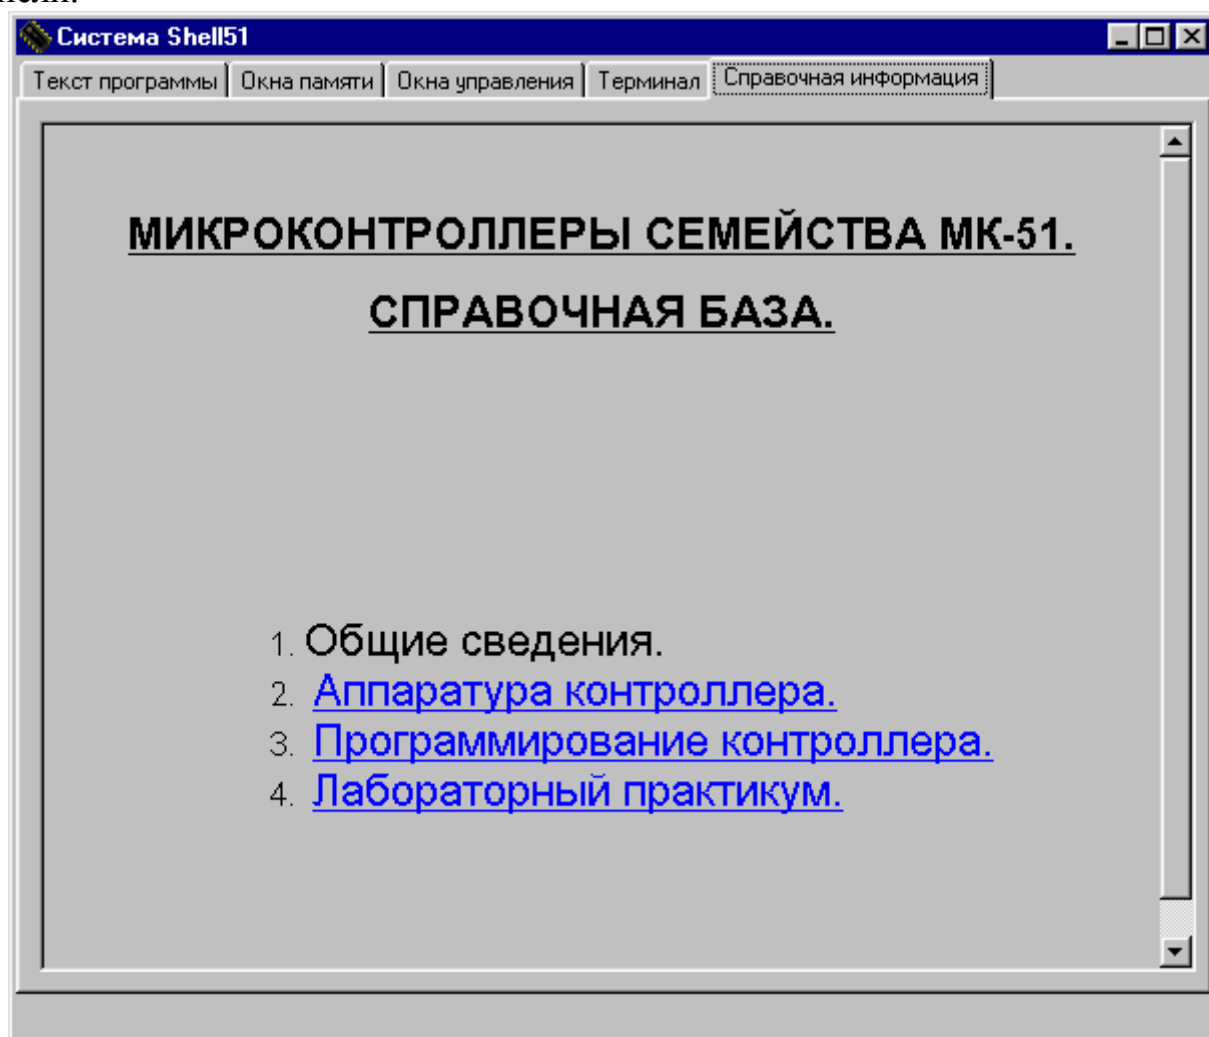 Система Shell51
Текст программы Окна памяти Окна управления Терминал Справочная информация
МИКРОКОНТРОЛЛЕРЫ СЕМЕЙСТВА МК-51.
СПРАВОЧНАЯ БАЗА.
1. Общие сведения.
2. Аппаратура контроллера.
3. Программирование контроллера.
4. Лабораторный практикум.